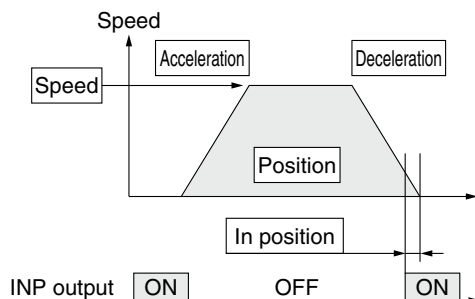 Speed
Acceleration
Deceleration
Speed
Position
In position
INP output ON OFF ON